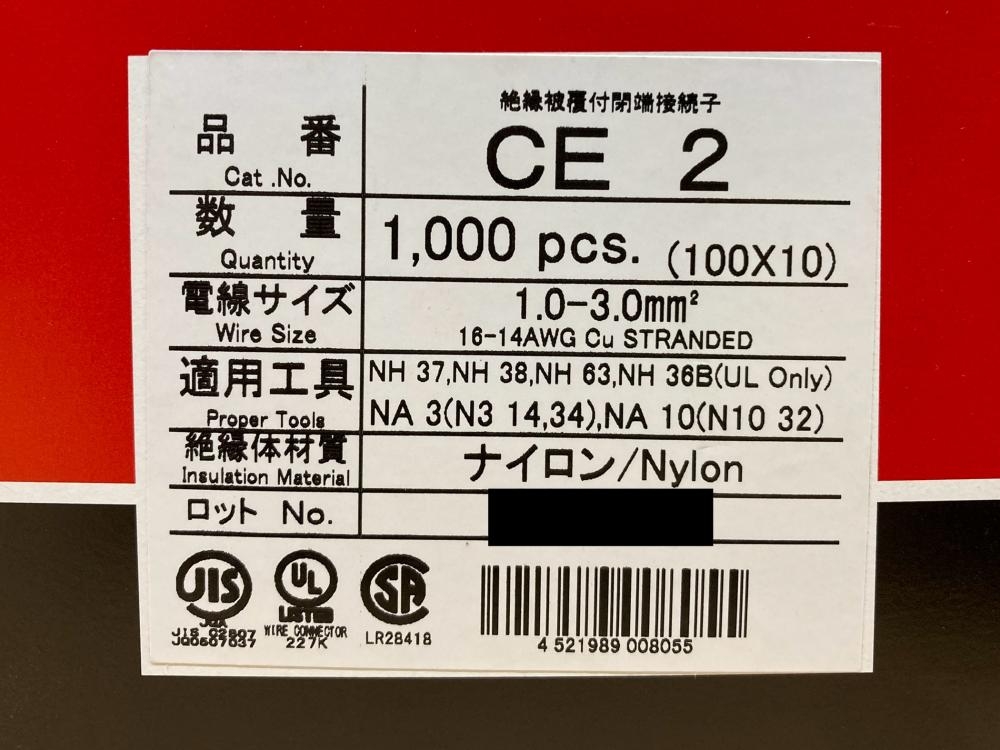 絶縁被覆付閉端接続子
品番 CE 2
Cat .No.
数量 1,000 pcs. (100X10)
Quantity
電線サイズ 1.0-3.0mm²
Wire Size 16-14AWG Cu STRANDED
適用工具 NH 37,NH 38,NH 63,NH 36B(UL Only)
Proper Tools NA 3(N3 14,34),NA 10(N10 32)
絶縁体材質 ナイロン/Nylon
Insulation Material
ロット No.
JIS
JQA
JIS C2807
JQ0607037
UL
LISTED
WIRE CONNECTOR
227K
SA
LR28418
4 521989 008055